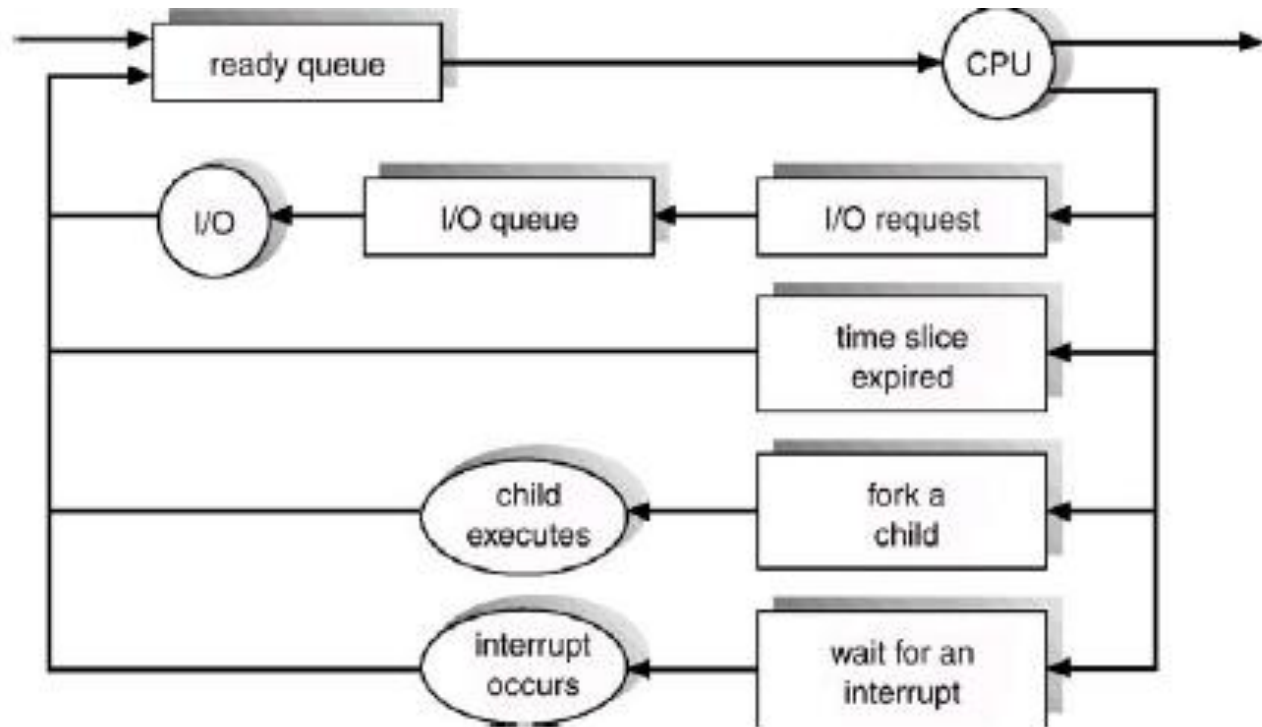 ready queue
CPU
I/O
I/O queue
I/O request
time slice
expired
child
executes
fork a
child
interrupt
occurs
wait for an
interrupt